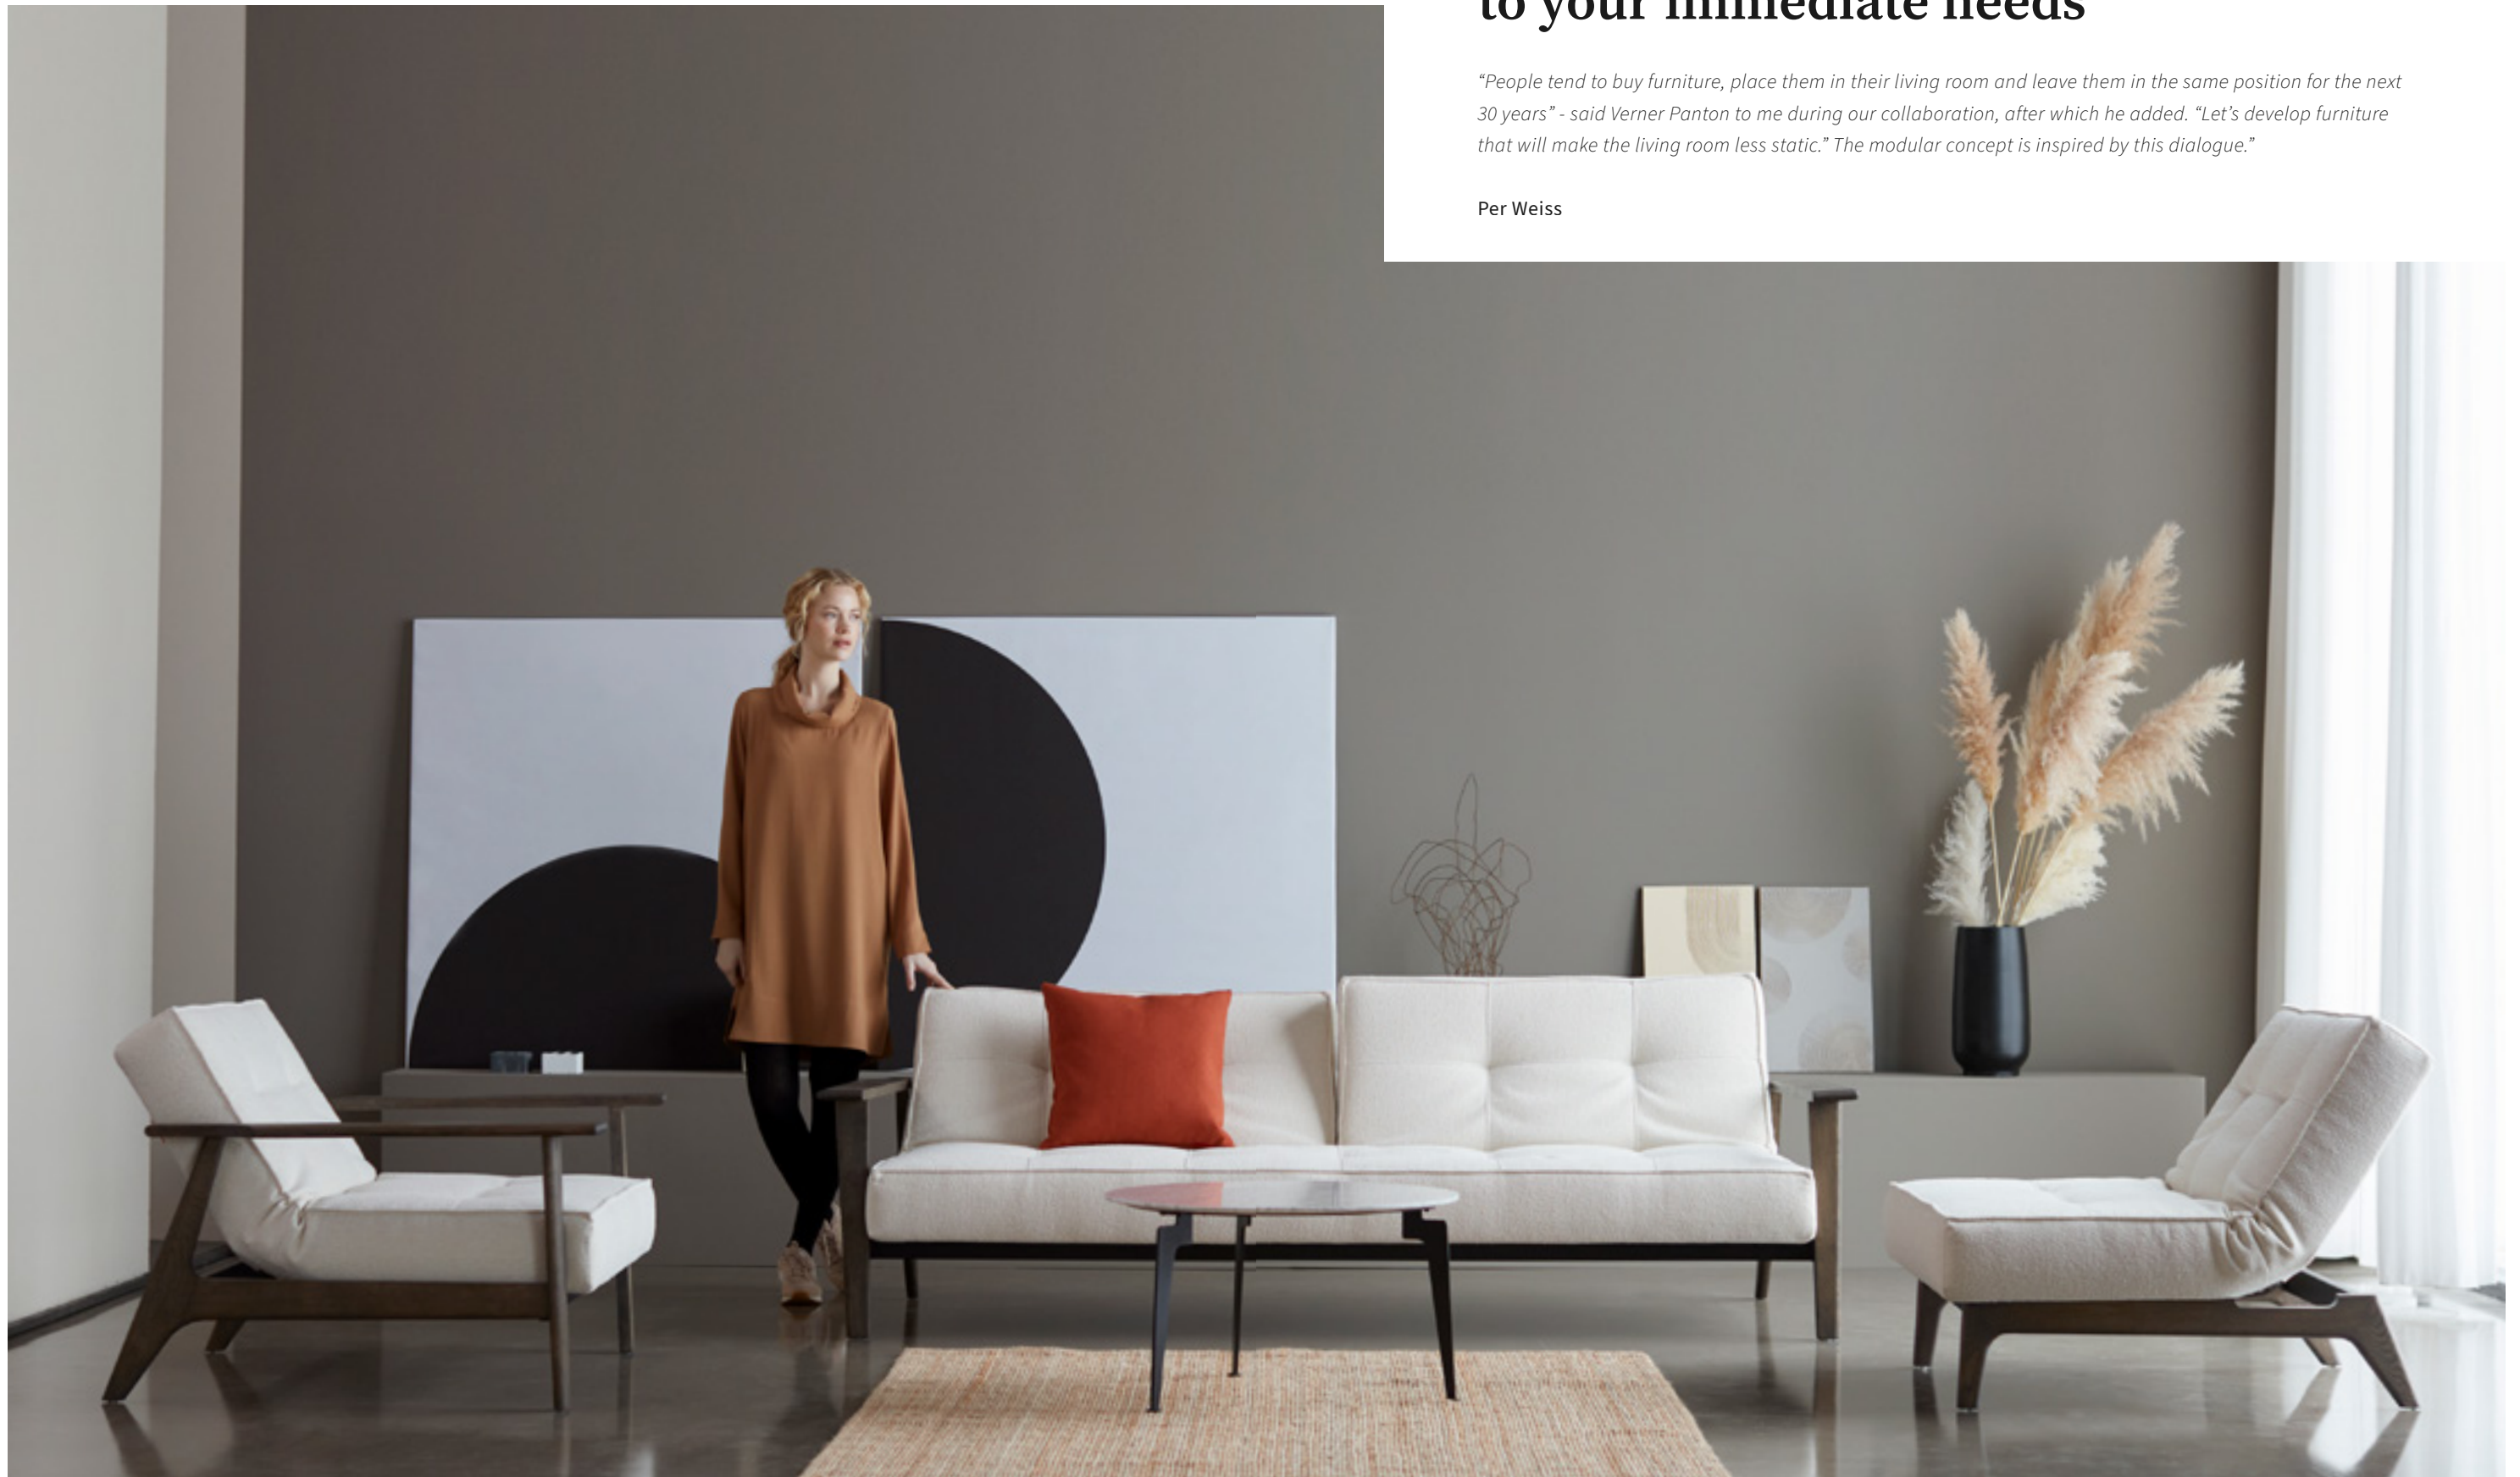 to your immediate needs
“People tend to buy furniture, place them in their living room and leave them in the same position for the next
30 years” - said Verner Panton to me during our collaboration, after which he added. “Let’s develop furniture
that will make the living room less static.” The modular concept is inspired by this dialogue.”
Per Weiss